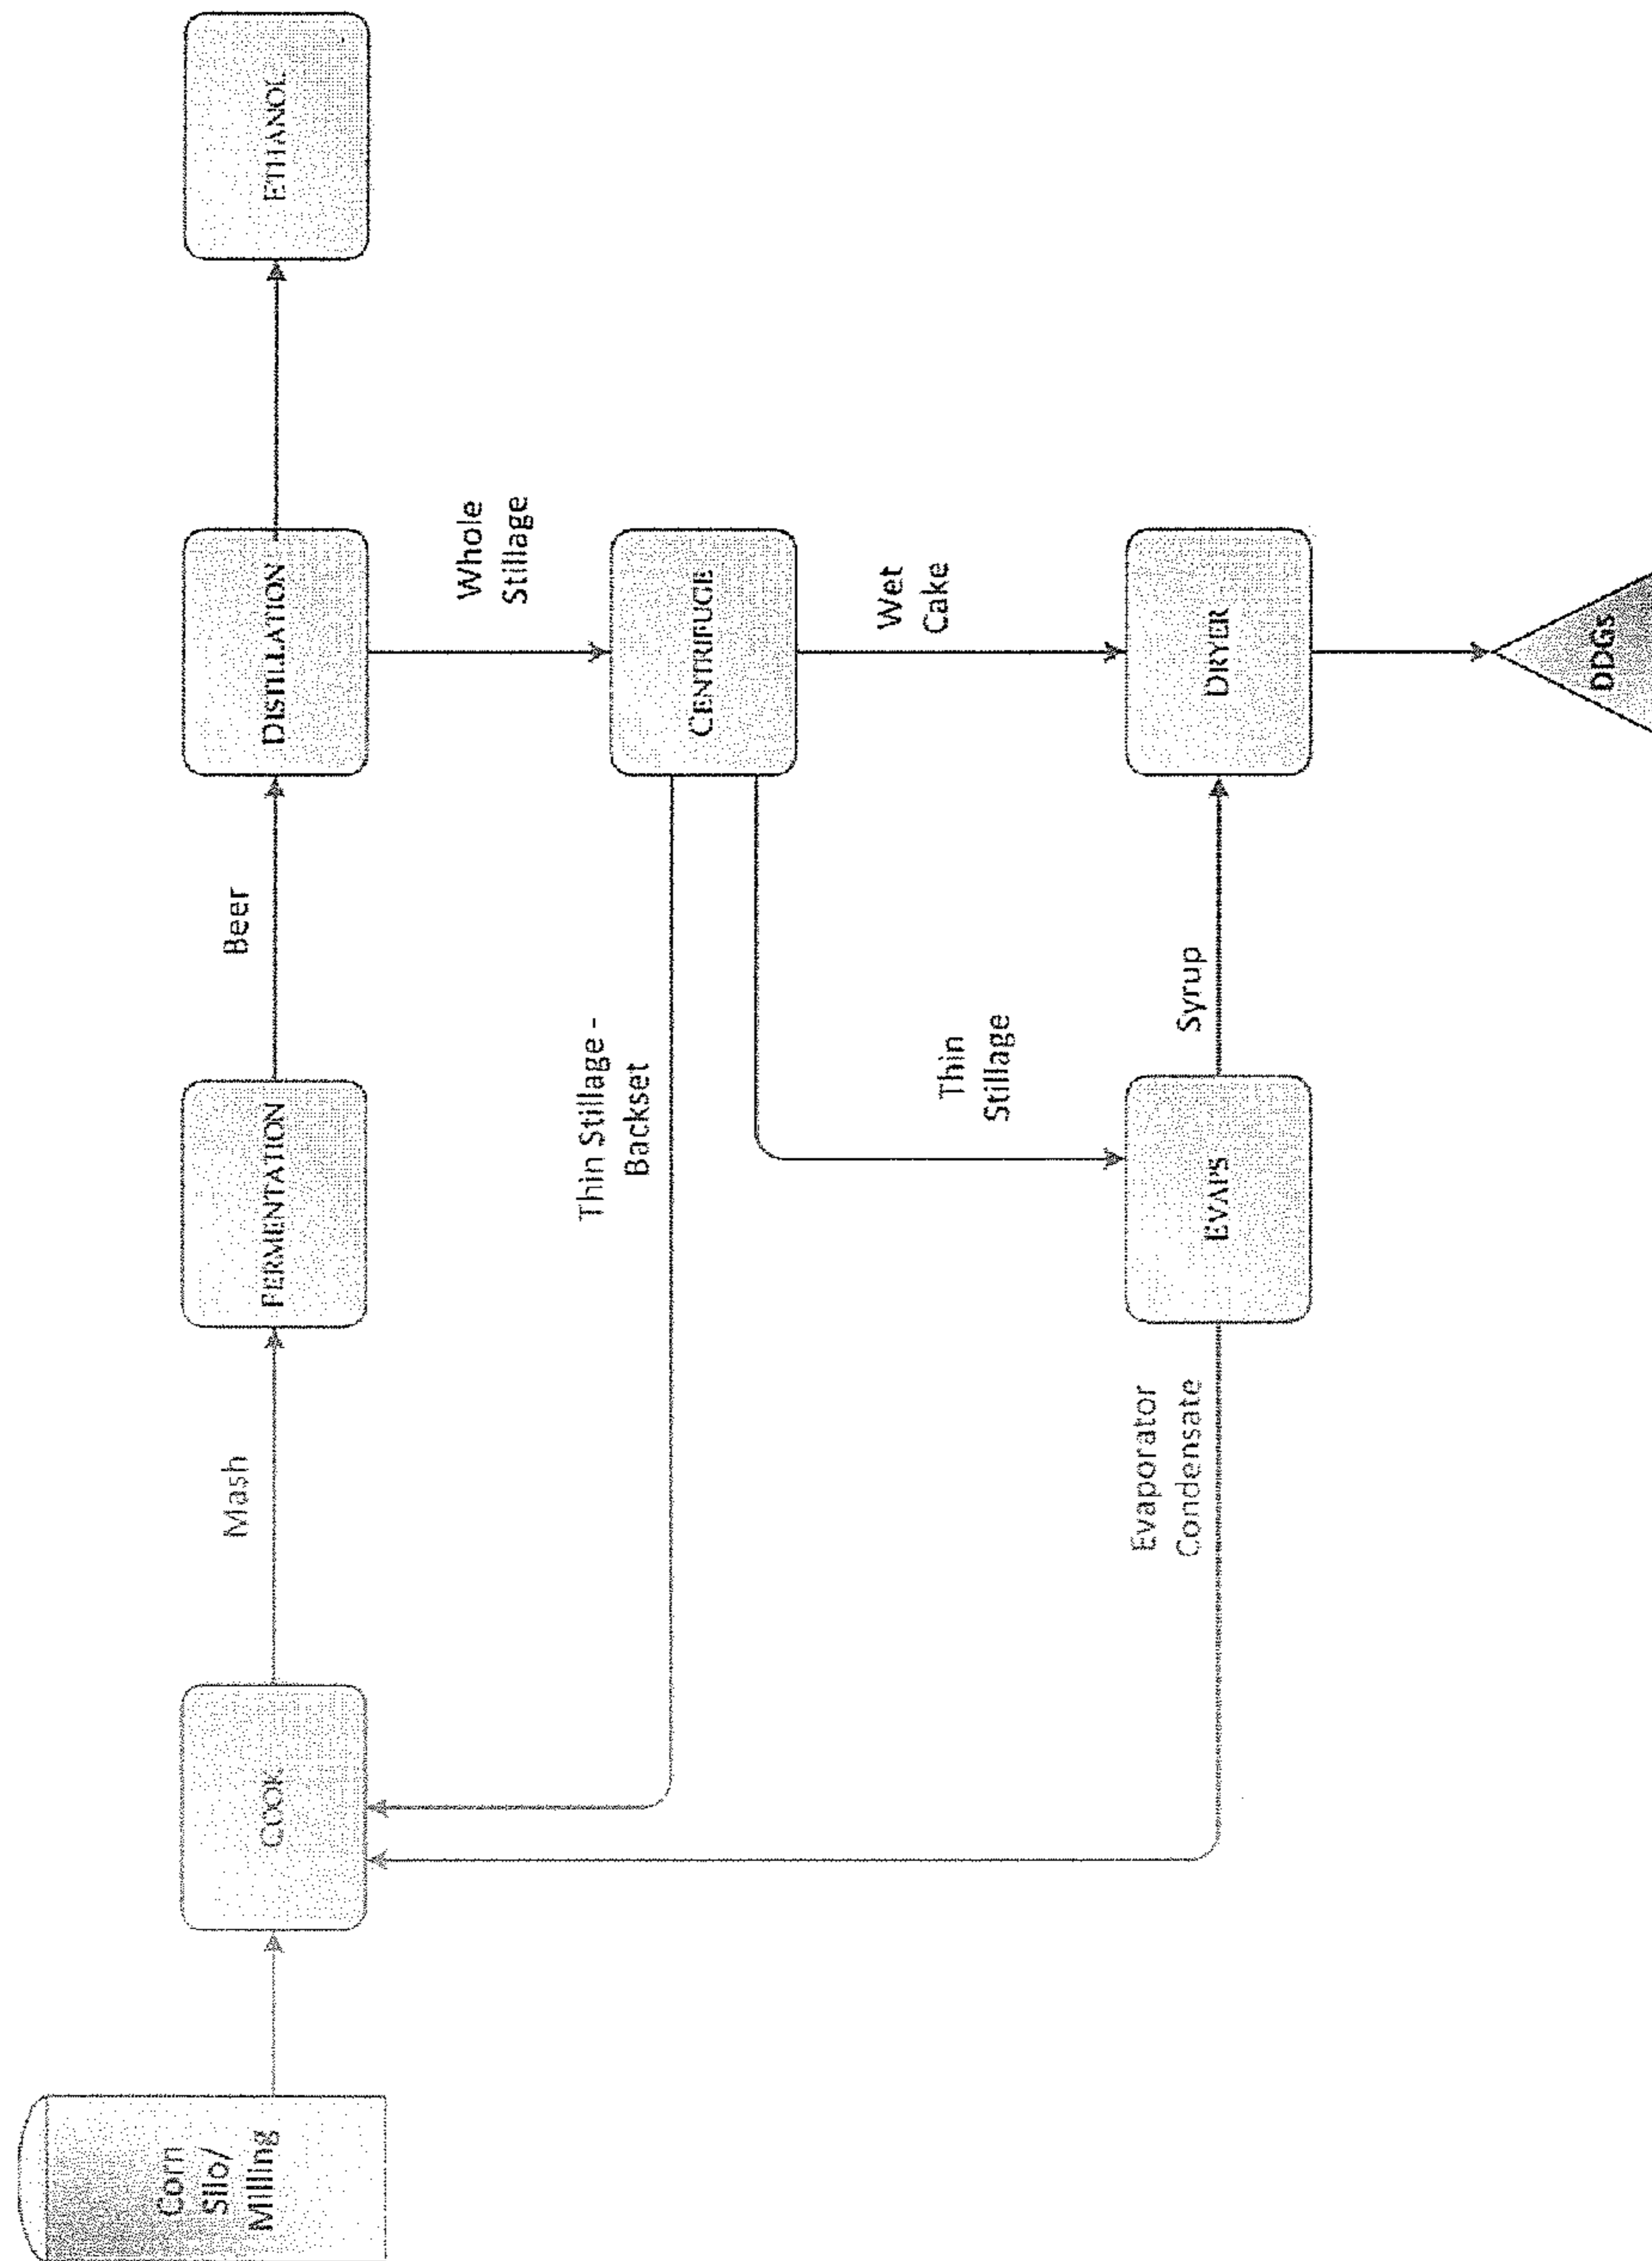 Corn
Silo/
Milling
COOK
Mash
FERMENTATION
Beer
DISTILLATION
ETHANOL
Thin Stillage -
Backset
Whole
Stillage
CENTRIFUGE
Evaporator
Condensate
Thin
Stillage
Wet
Cake
EVAPS
Syrup
DRYER
DDGs